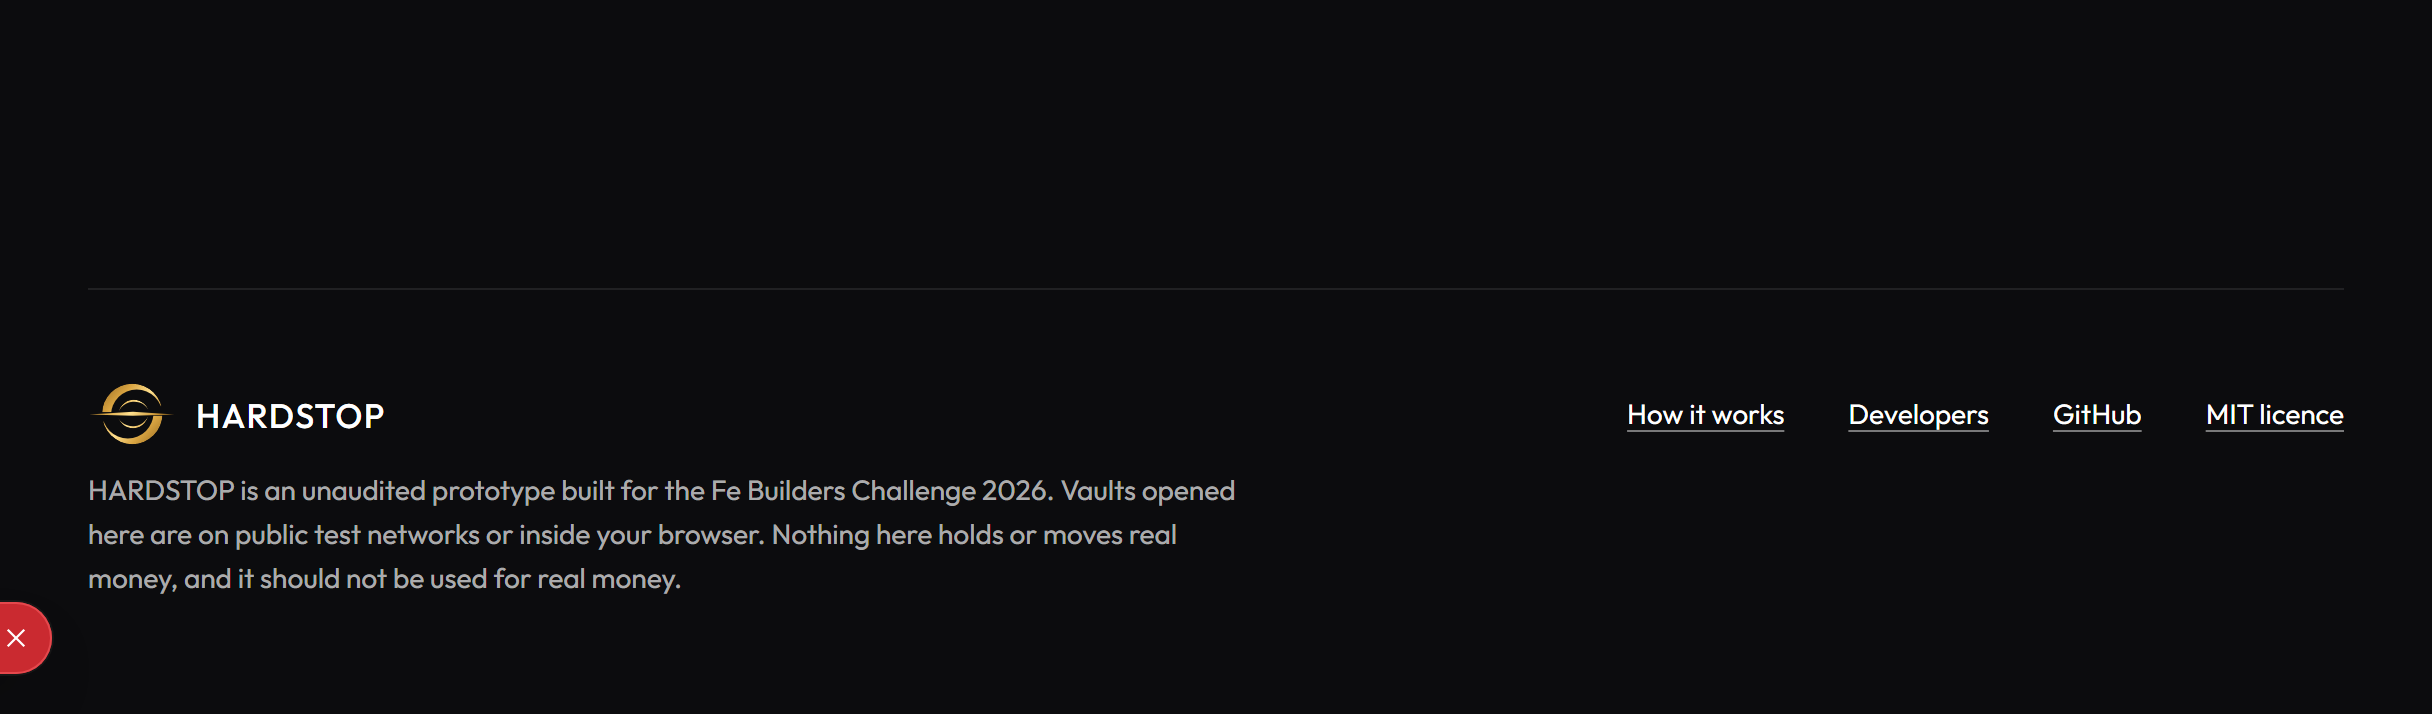 HARDSTOP
How it works
Developers
GitHub
MIT licence
HARDSTOP is an unaudited prototype built for the Fe Builders Challenge 2026. Vaults opened
here are on public test networks or inside your browser. Nothing here holds or moves real
money, and it should not be used for real money.